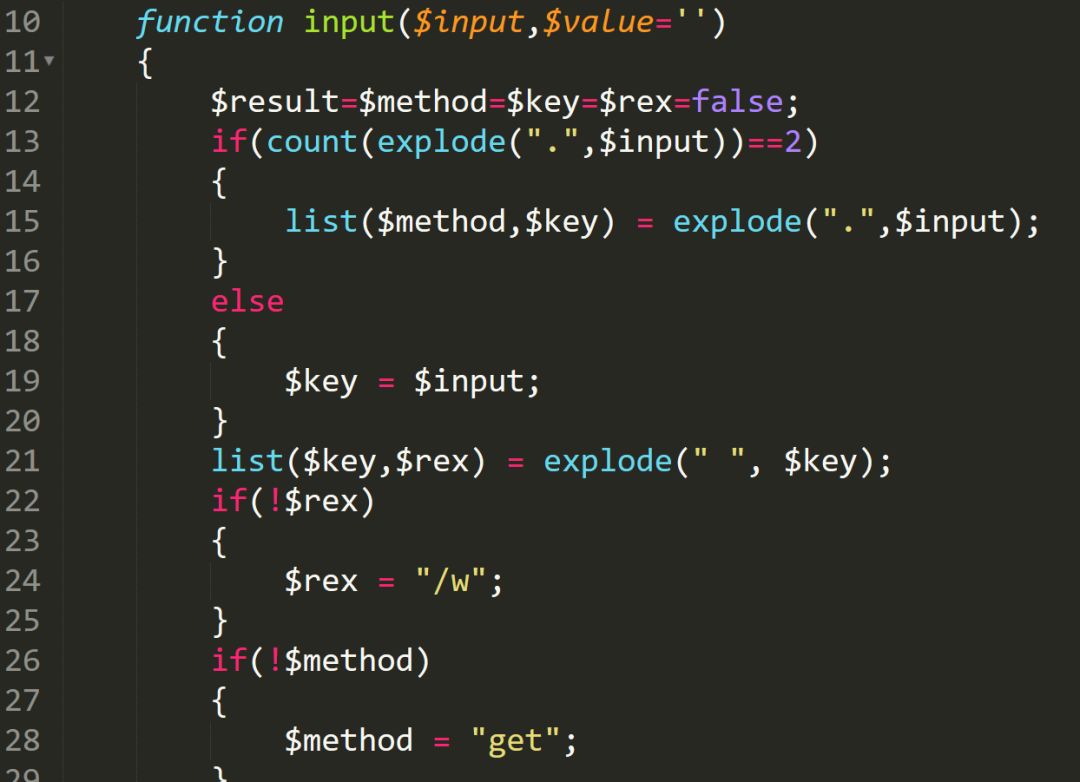 10 function input($input,$value='')
11 {
12 $result=$method=$key=$rex=false;
13 if(count(explode(".",$input))==2)
14 {
15 list($method,$key) = explode(".",$input);
16 }
17 else
18 {
19 $key = $input;
20 }
21 list($key,$rex) = explode(" ", $key);
22 if(!$rex)
23 {
24 $rex = "/w";
25 }
26 if(!$method)
27 {
28 $method = "get";
29 }